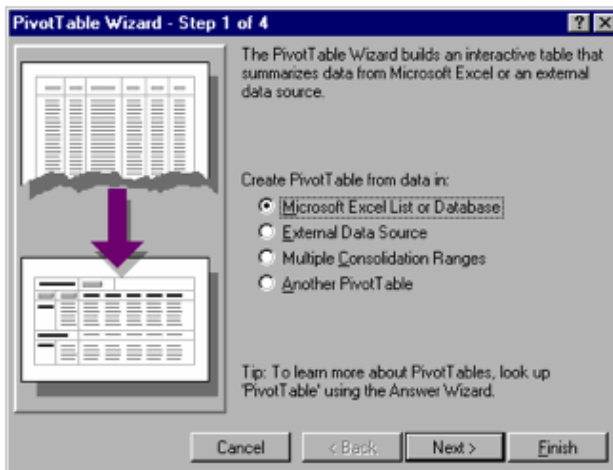 PivotTable Wizard - Step 1 of 4
The PivotTable Wizard builds an interactive table that
summarizes data from Microsoft Excel or an external
data source.
Create PivotTable from data in:
Microsoft Excel List or Database
External Data Source
Multiple Consolidation Ranges
Another PivotTable
Tip: To learn more about PivotTables, look up
'PivotTable' using the Answer Wizard.
Cancel < Back Next > Finish